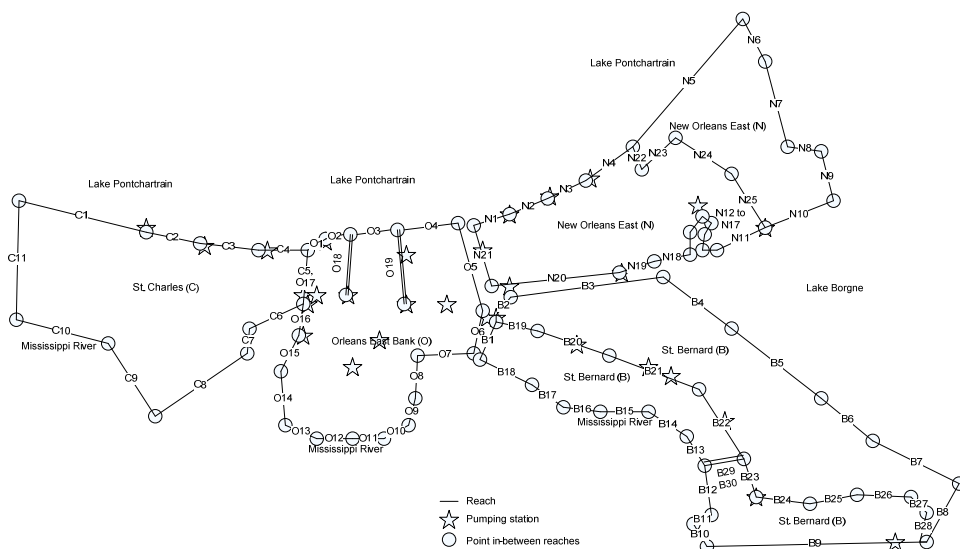 Lake Pontchartrain
N6
N5
N7
New Orleans East (N)
N8
N22
N23
N4
N24
N9
N3
Lake Pontchartrain
Lake Pontchartrain
N2
N25
N10
N1
New Orleans East (N)
N12 to
N17
C1
C2
C3
C4
O1
O2
O3
O4
N11
N21
O5
C11
C5,
O17
O18
O19
N20
N19
N18
St. Charles (C)
B2
B3
Lake Borgne
B4
C6
O16
C10
Mississippi River
C7
O15
Orleans East Bank (O)
O6
B1
B19
B20
St. Bernard (B)
O7
B5
C9
C8
O14
O8
B18
St. Bernard (B)
B21
B17
O9
B16
B15
B6
O13
O12
O11
O10
Mississippi River
Mississippi River
B14
B22
B13
B7
B29
B30
B12
B23
B24
B25
B26
B27
B8
Reach
B11
Pumping station
St. Bernard (B)
B28
B10
B9
Point in-between reaches